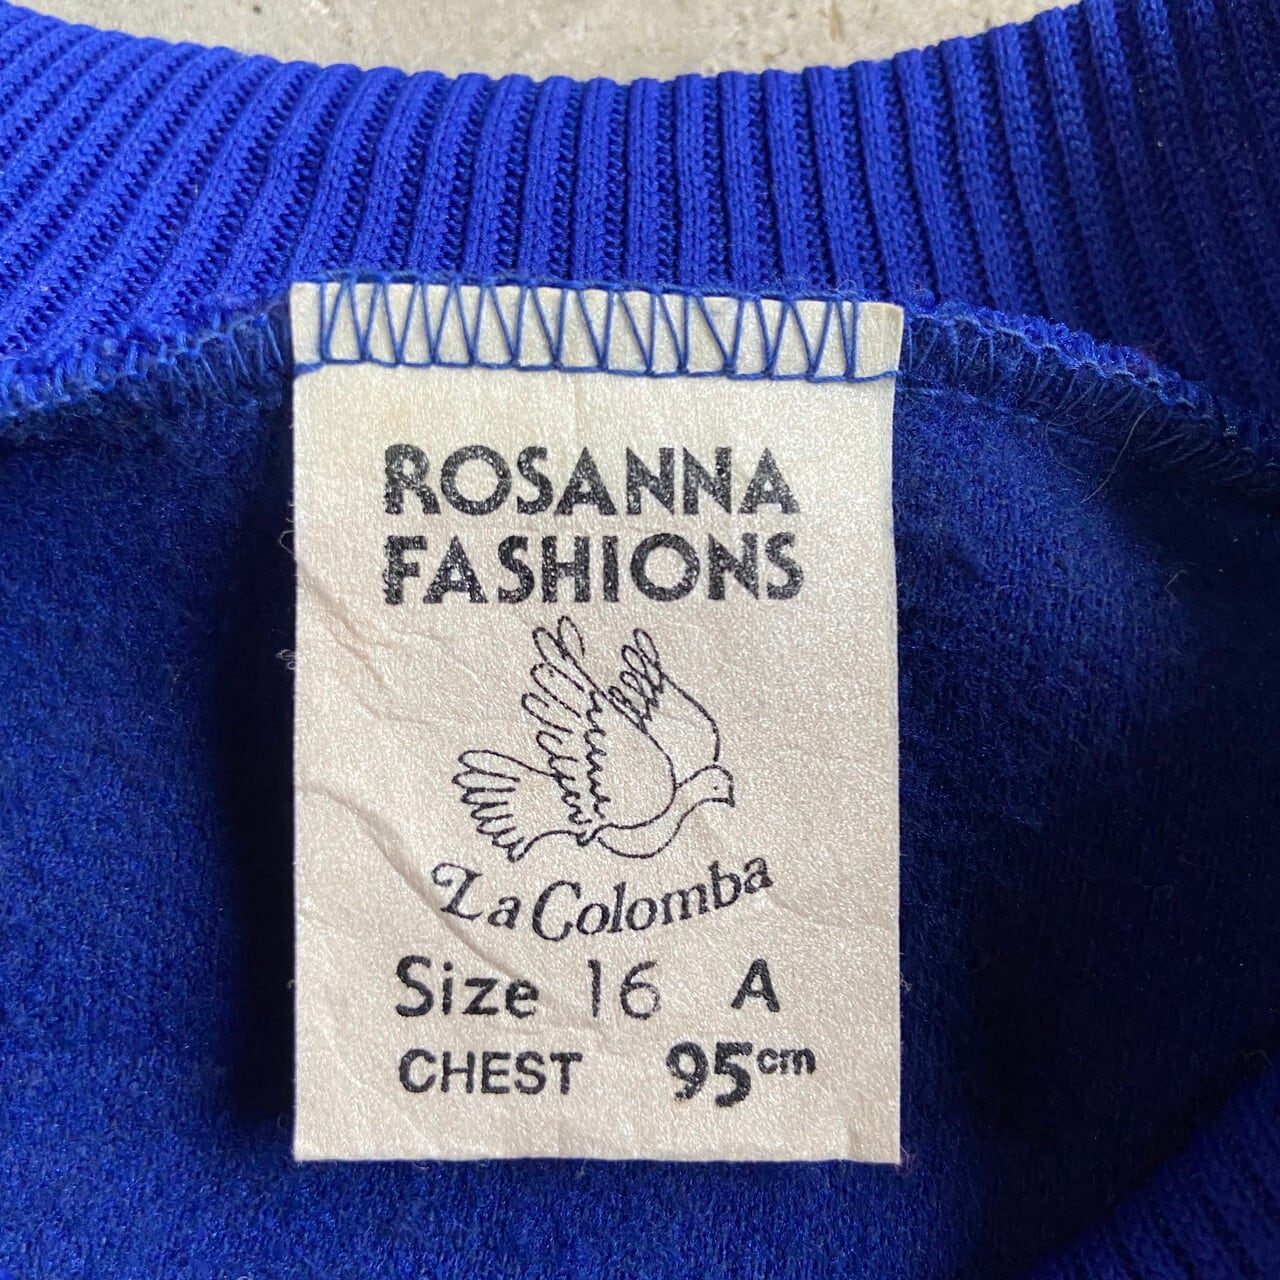 ROSANNA
FASHIONS
La Colomba
Size 16 A
CHEST 95cm